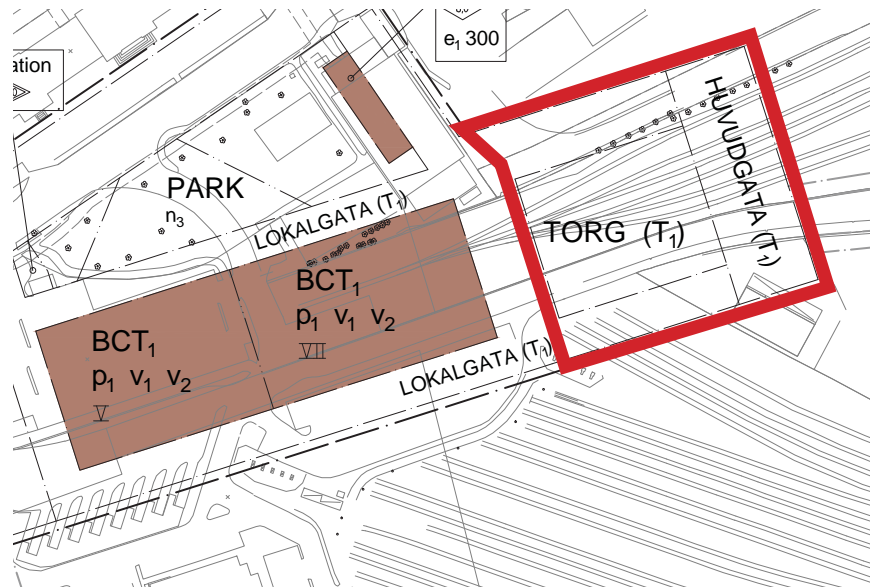 e1 300
ation
HUVUDGATA (T1)
PARK
n3
LOKALGATA (T1)
TORG (T1)
BCT1
p1 v1 v2
VII
BCT1
p1 v1 v2
V
LOKALGATA (T1)